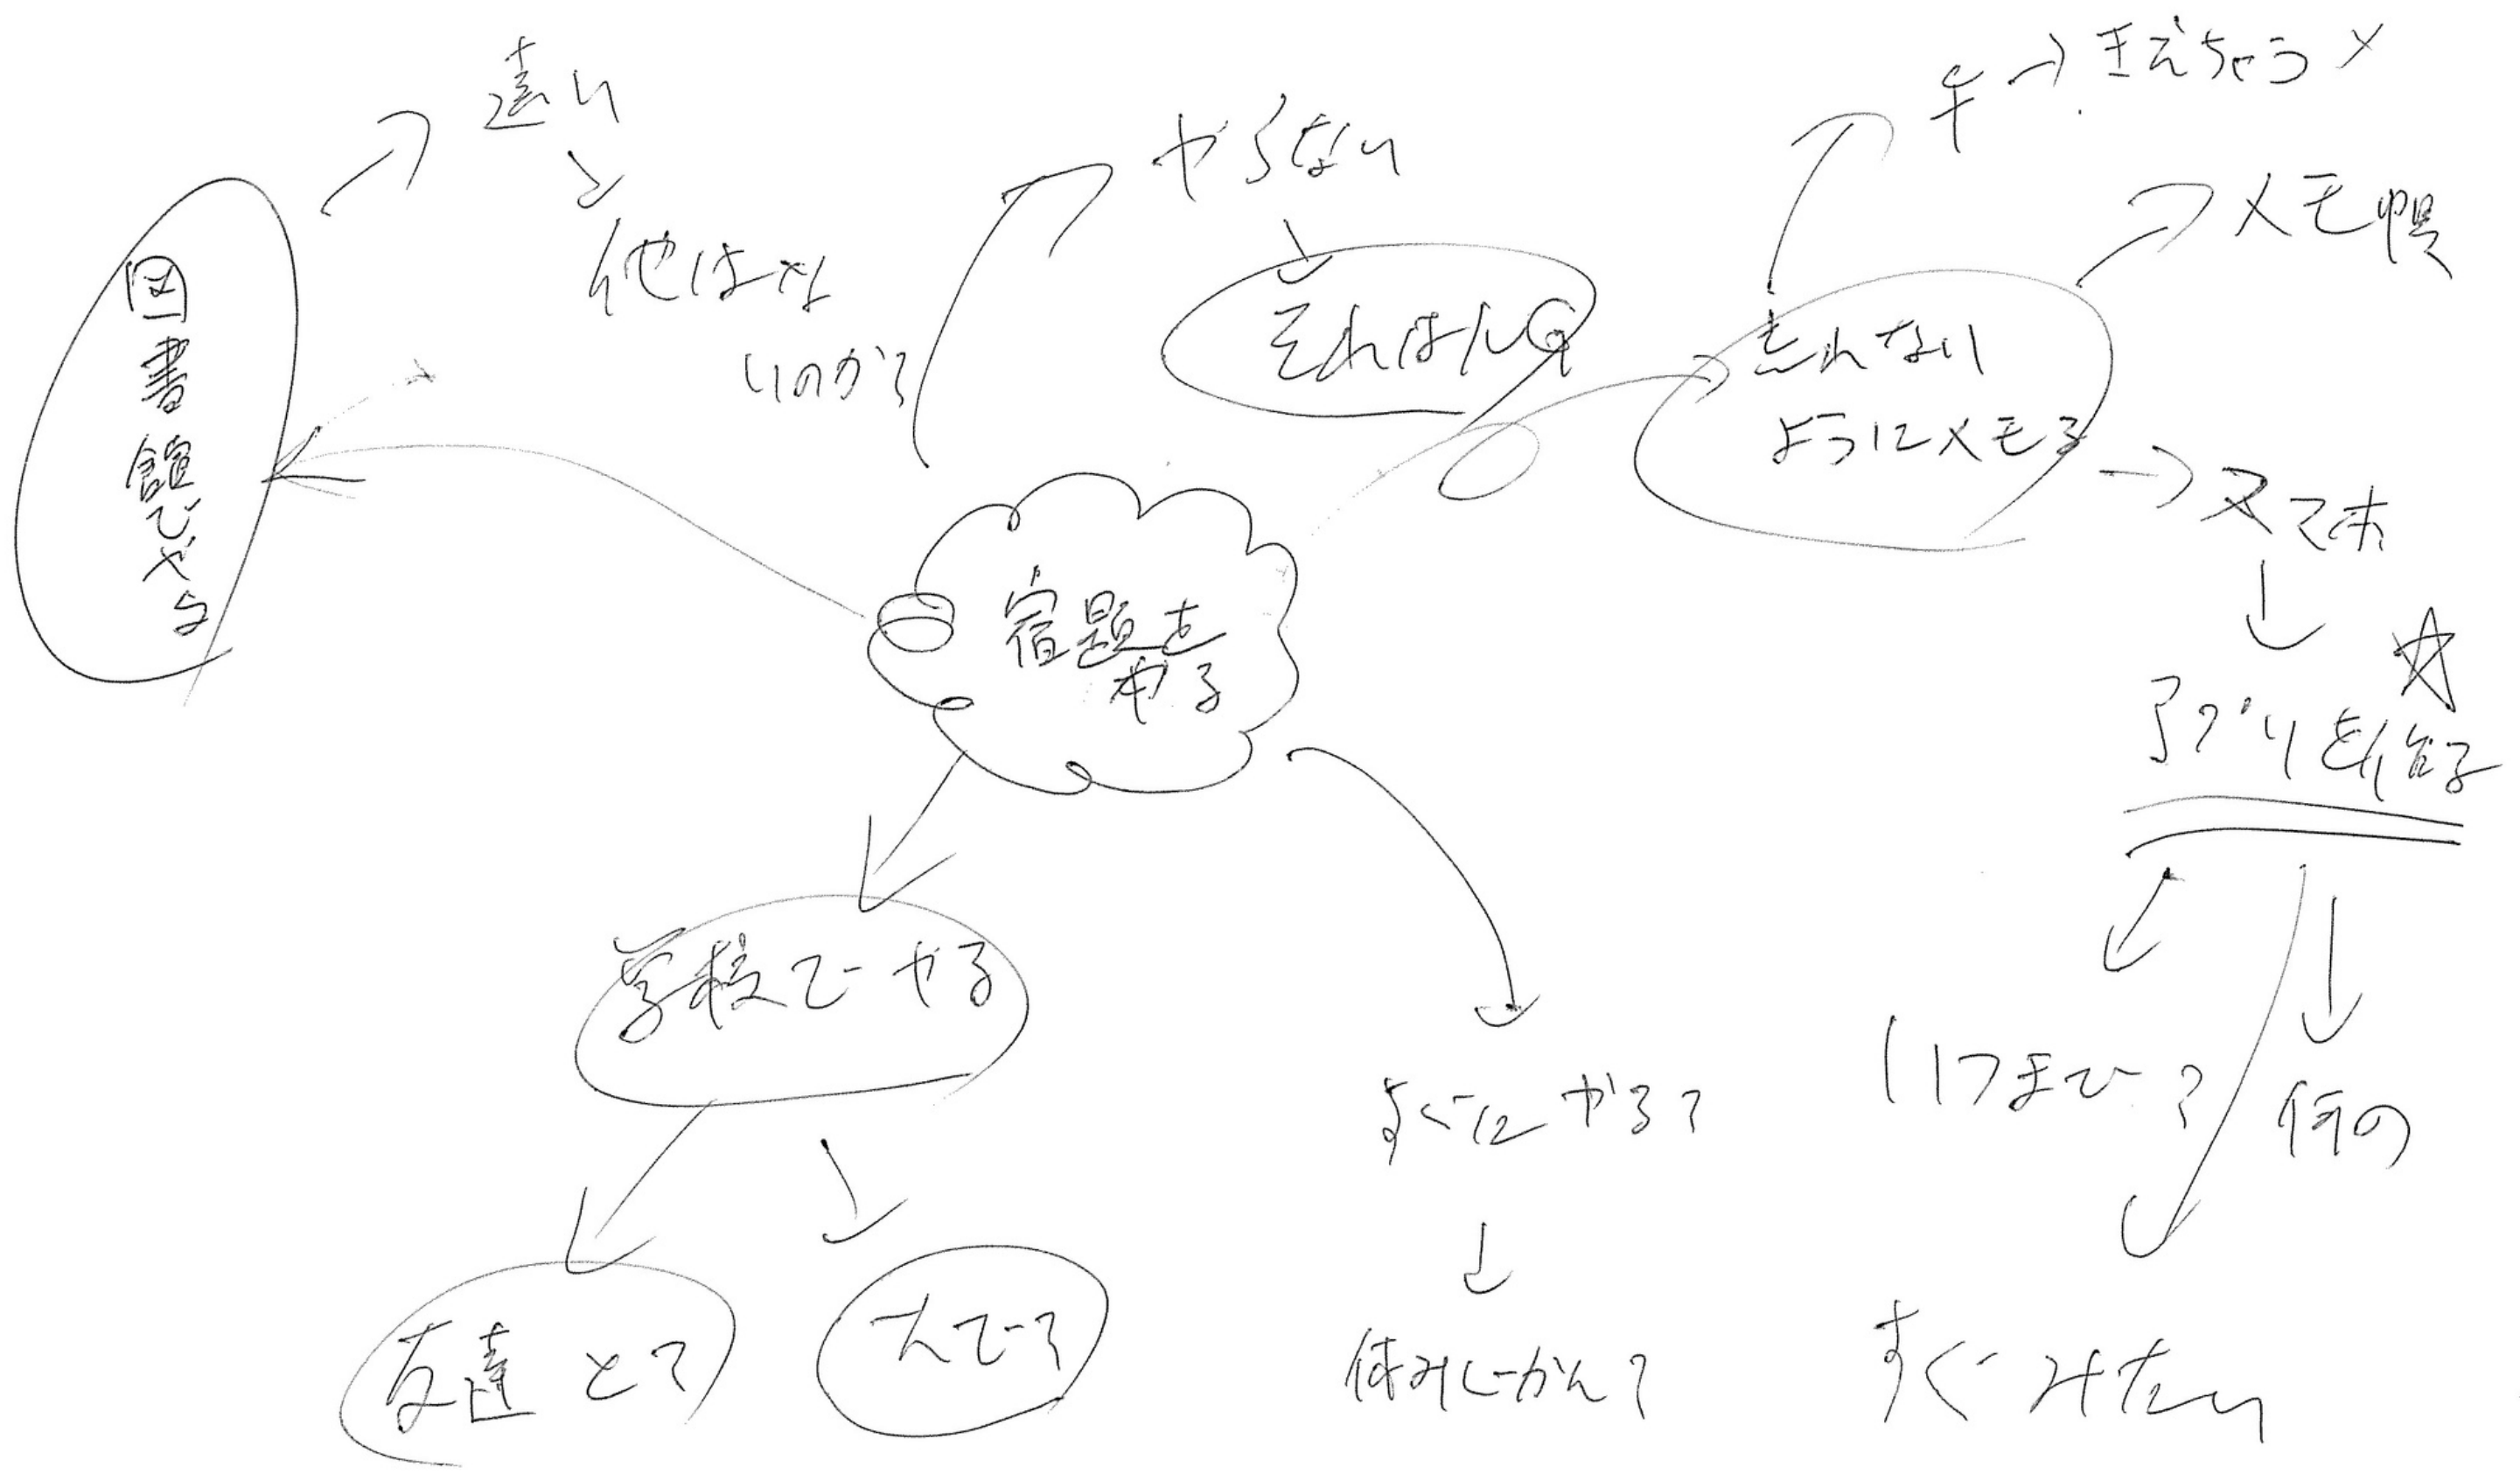 遠い
他はな
いのか?
図書館でやる
やらない
それはNG
手→きえちゃう×
メモ帳
忘れない
ようにメモる
スマホ
アプリを作る
宿題を
やる
学校でやる
友達と?
すぐにやる?
休みじかん?
いつまで?
何の
すぐみたい